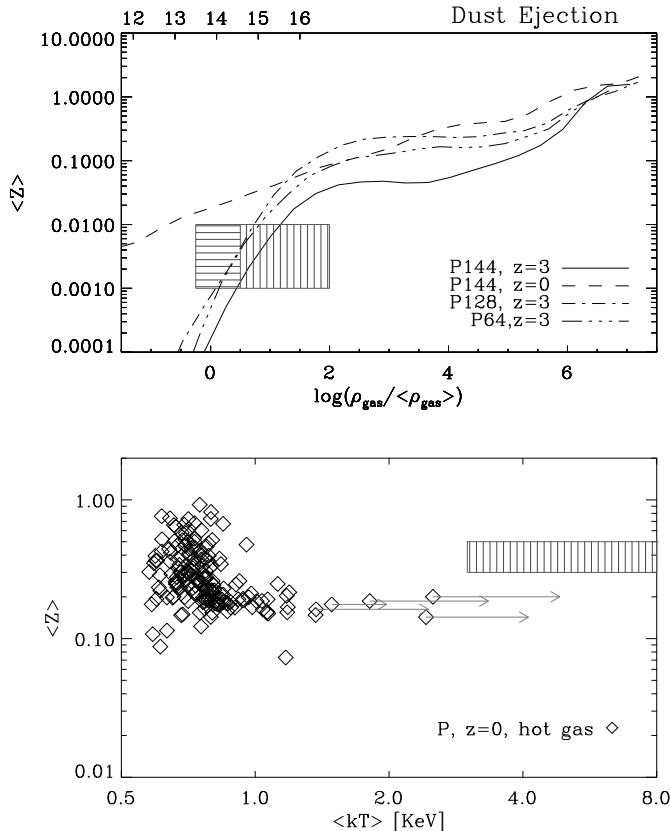 12 13 14 15 16 Dust Ejection
10.0000
1.0000
0.1000
0.0100
0.0010
0.0001
<Z>
P144, z=3
P144, z=0
P128, z=3
P64,z=3
0 2 4 6
log(ρgas/<ρgas>)
1.00
0.10
0.01
<Z>
P, z=0, hot gas
0.5 1.0 2.0 4.0 8.0
<kT> [KeV]